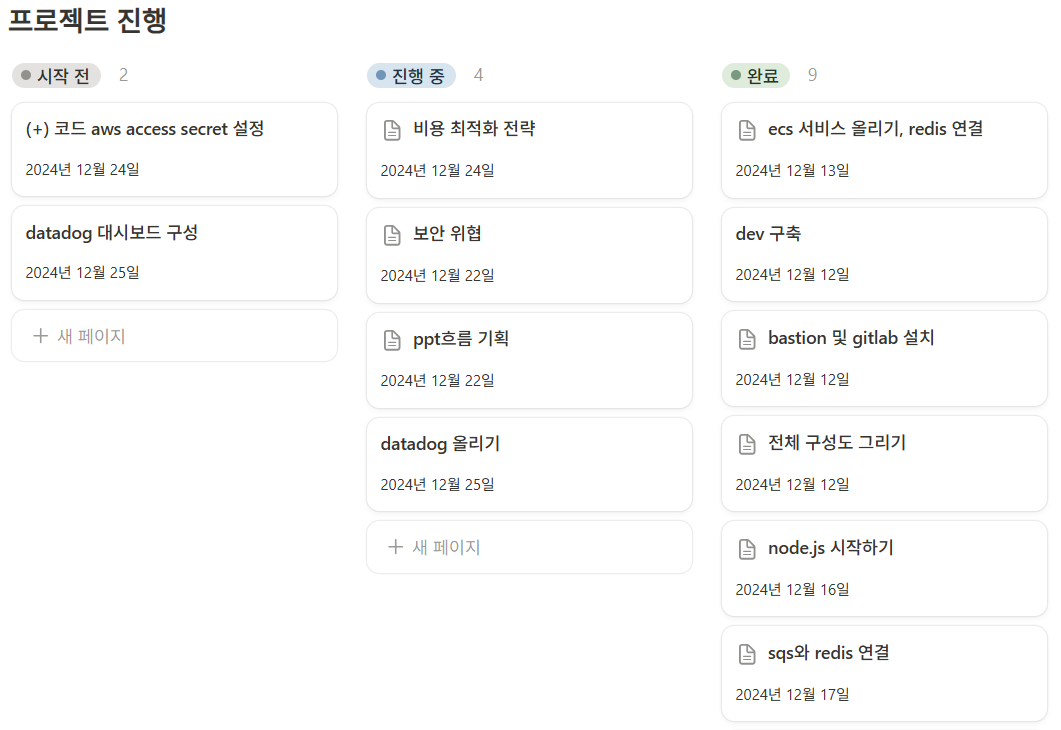 프로젝트 진행
시작 전 2
(+) 코드 aws access secret 설정
2024년 12월 24일
datadog 대시보드 구성
2024년 12월 25일
+ 새 페이지
진행 중 4
비용 최적화 전략
2024년 12월 24일
보안 위협
2024년 12월 22일
ppt흐름 기획
2024년 12월 22일
datadog 올리기
2024년 12월 25일
+ 새 페이지
완료 9
ecs 서비스 올리기, redis 연결
2024년 12월 13일
dev 구축
2024년 12월 12일
bastion 및 gitlab 설치
2024년 12월 12일
전체 구성도 그리기
2024년 12월 12일
node.js 시작하기
2024년 12월 16일
sqs와 redis 연결
2024년 12월 17일